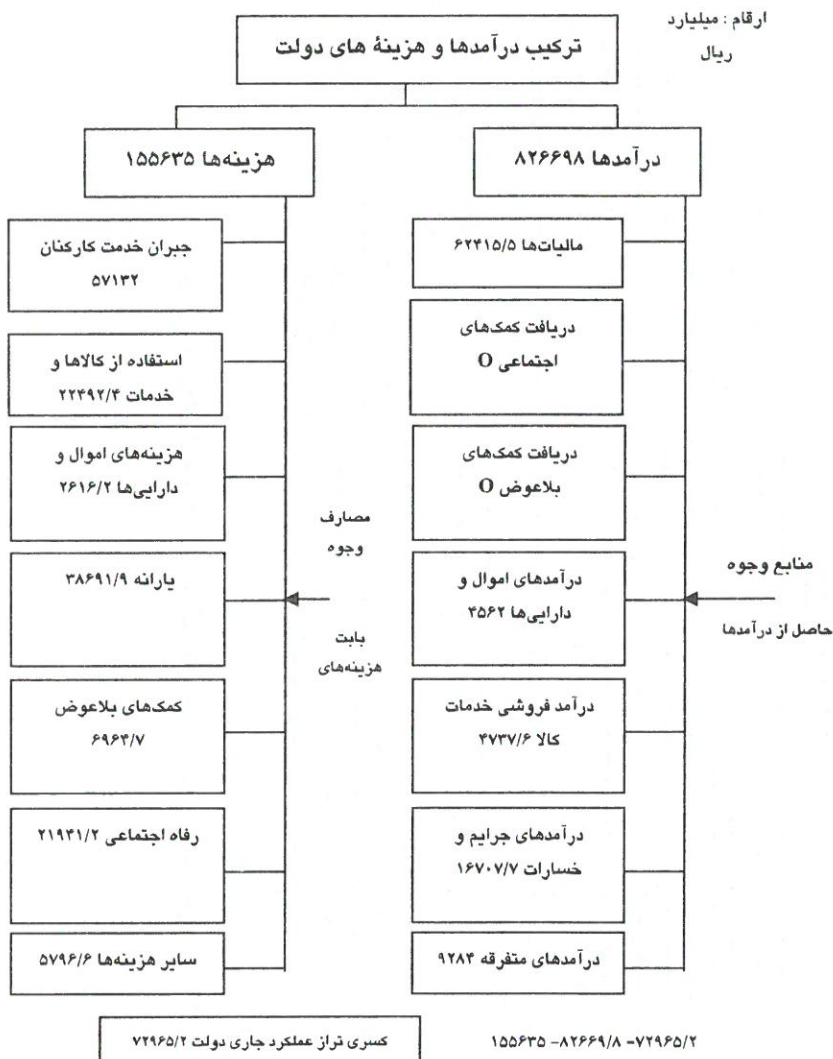 ارقام : میلیارد
ریال
ترکیب درآمدها و هزینهٔ های دولت
درآمدها ۸۲۶۶۹۸
هزینه‌ها ۱۵۵۶۳۵
مالیات‌ها ۶۲۴۱۵/۵
دریافت کمک‌های
اجتماعی O
دریافت کمک‌های
بلاعوض O
درآمدهای اموال و
دارایی‌ها ۴۵۶۲
درآمد فروشی خدمات
کالا ۴۷۳۷/۶
درآمدهای جرایم و
خسارات ۱۶۷۰۷/۷
درآمدهای متفرقه ۹۲۸۴
منابع وجوه
حاصل از درآمدها
جبران خدمت کارکنان
۵۷۱۳۲
استفاده از کالاها و
خدمات ۲۲۴۹۲/۴
هزینه‌های اموال و
دارایی‌ها ۲۶۱۶/۲
یارانه ۳۸۶۹۱/۹
کمک‌های بلاعوض
۶۹۶۴/۷
رفاه اجتماعی ۲۱۹۴۱/۲
سایر هزینه‌ها ۵۷۹۶/۶
مصارف
وجوه
بابت
هزینه‌های
۱۵۵۶۳۵ -۸۲۶۶۹/۸ -۷۲۹۶۵/۲
کسری تراز عملکرد جاری دولت ۷۲۹۶۵/۲